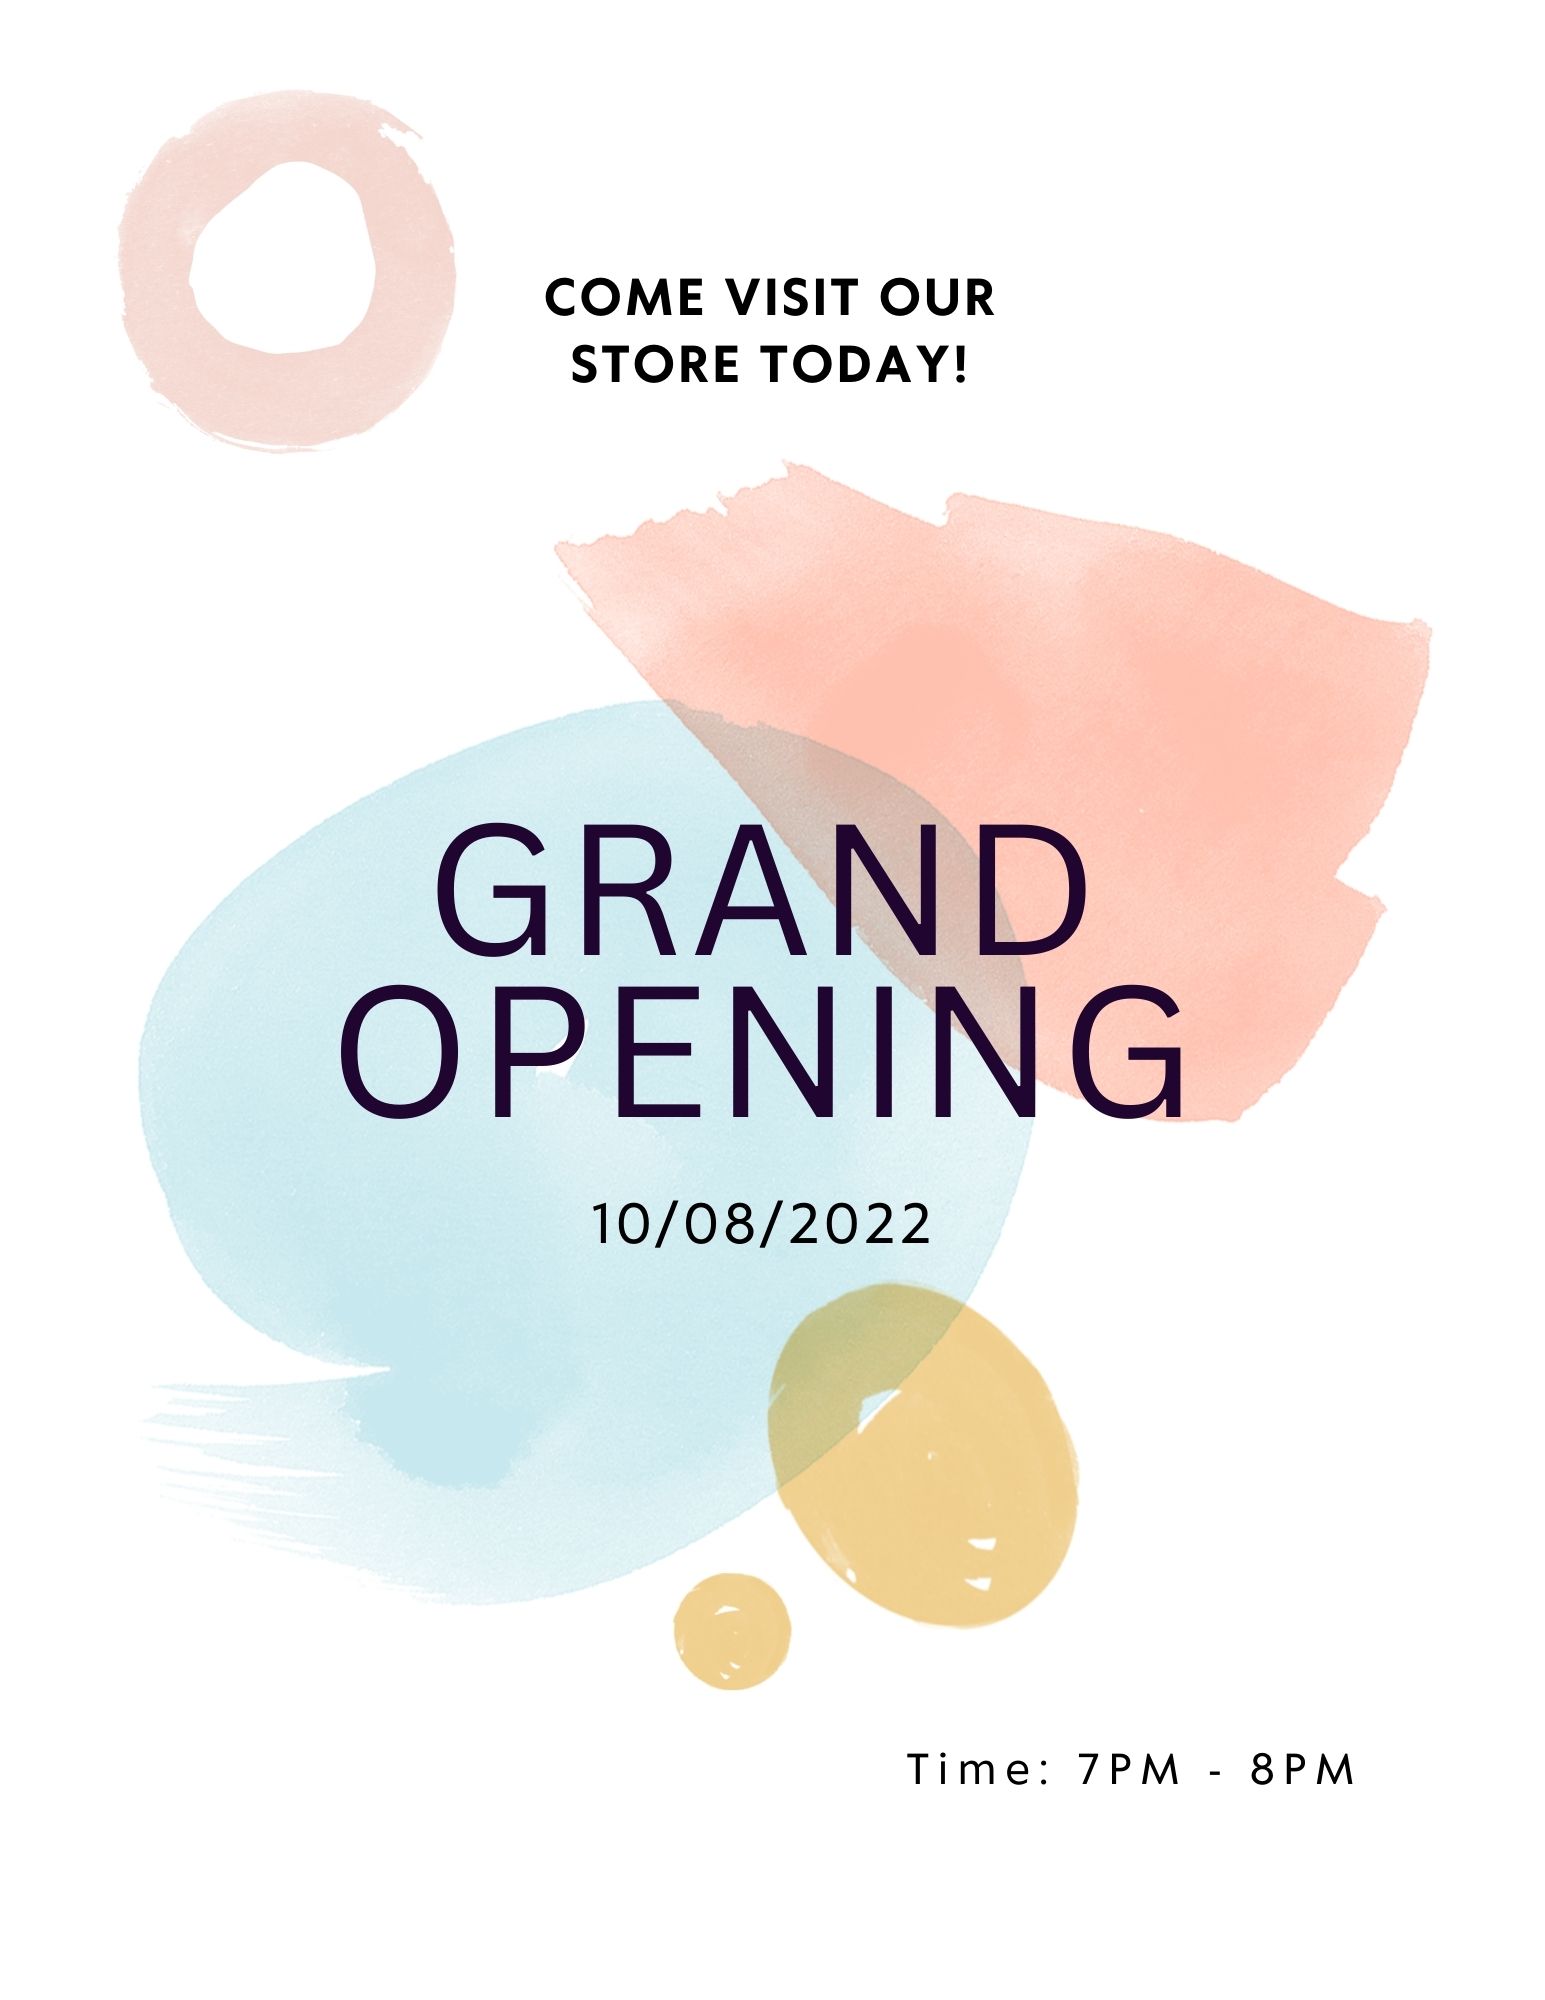 COME VISIT OUR
STORE TODAY!
GRAND
OPENING
10/08/2022
Time: 7PM - 8PM